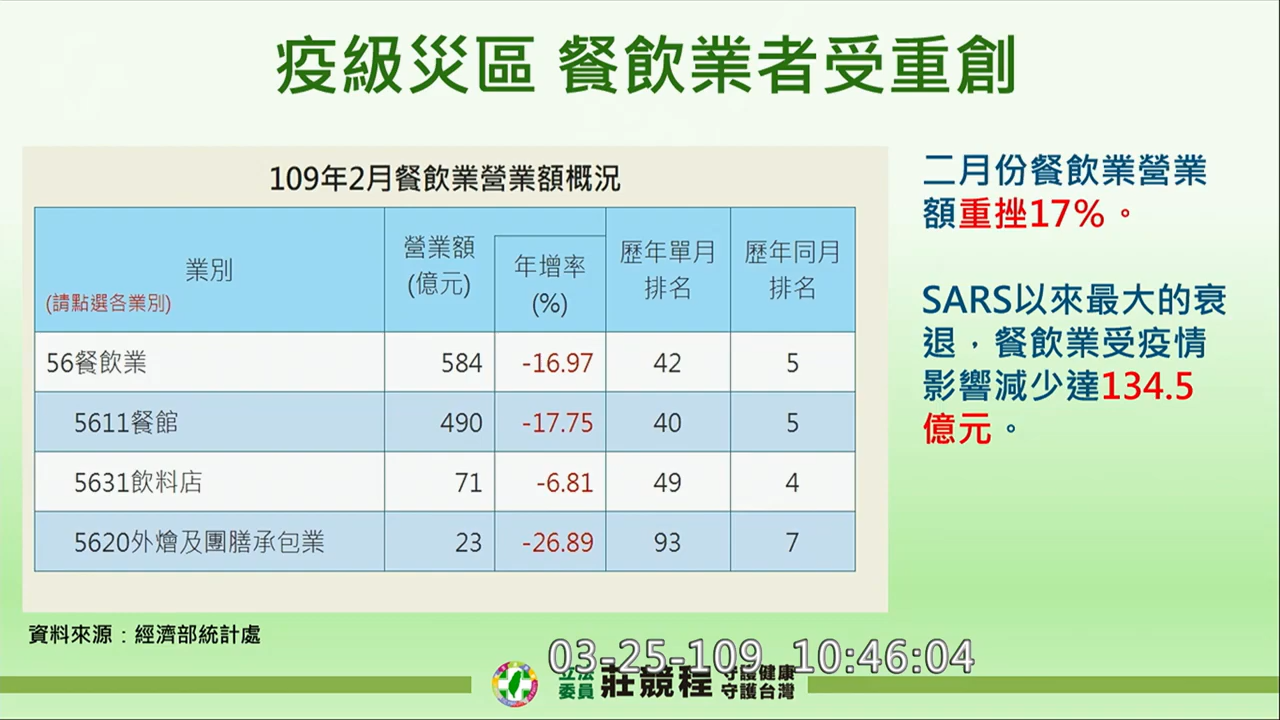 疫級災區 餐飲業者受重創
109年2月餐飲業營業額概況
業別
(請點選各業別)
營業額
(億元)
年增率
(%)
歷年單月
排名
歷年同月
排名
56餐飲業 584 -16.97 42 5
5611餐館 490 -17.75 40 5
5631飲料店 71 -6.81 49 4
5620外燴及團膳承包業 23 -26.89 93 7
二月份餐飲業營業
額重挫17%。
SARS以來最大的衰
退，餐飲業受疫情
影響減少達134.5
億元。
資料來源：經濟部統計處
03-25-109 10:46:04
立法
委員
莊競程
守護健康
守護台灣